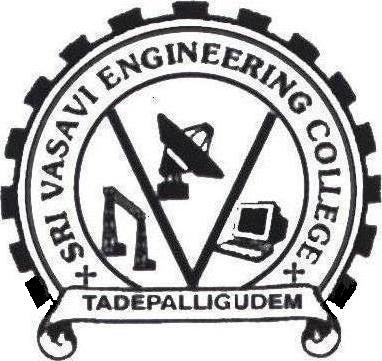 SRI VASAVI ENGINEERING COLLEGE
TADEPALLIGUDEM